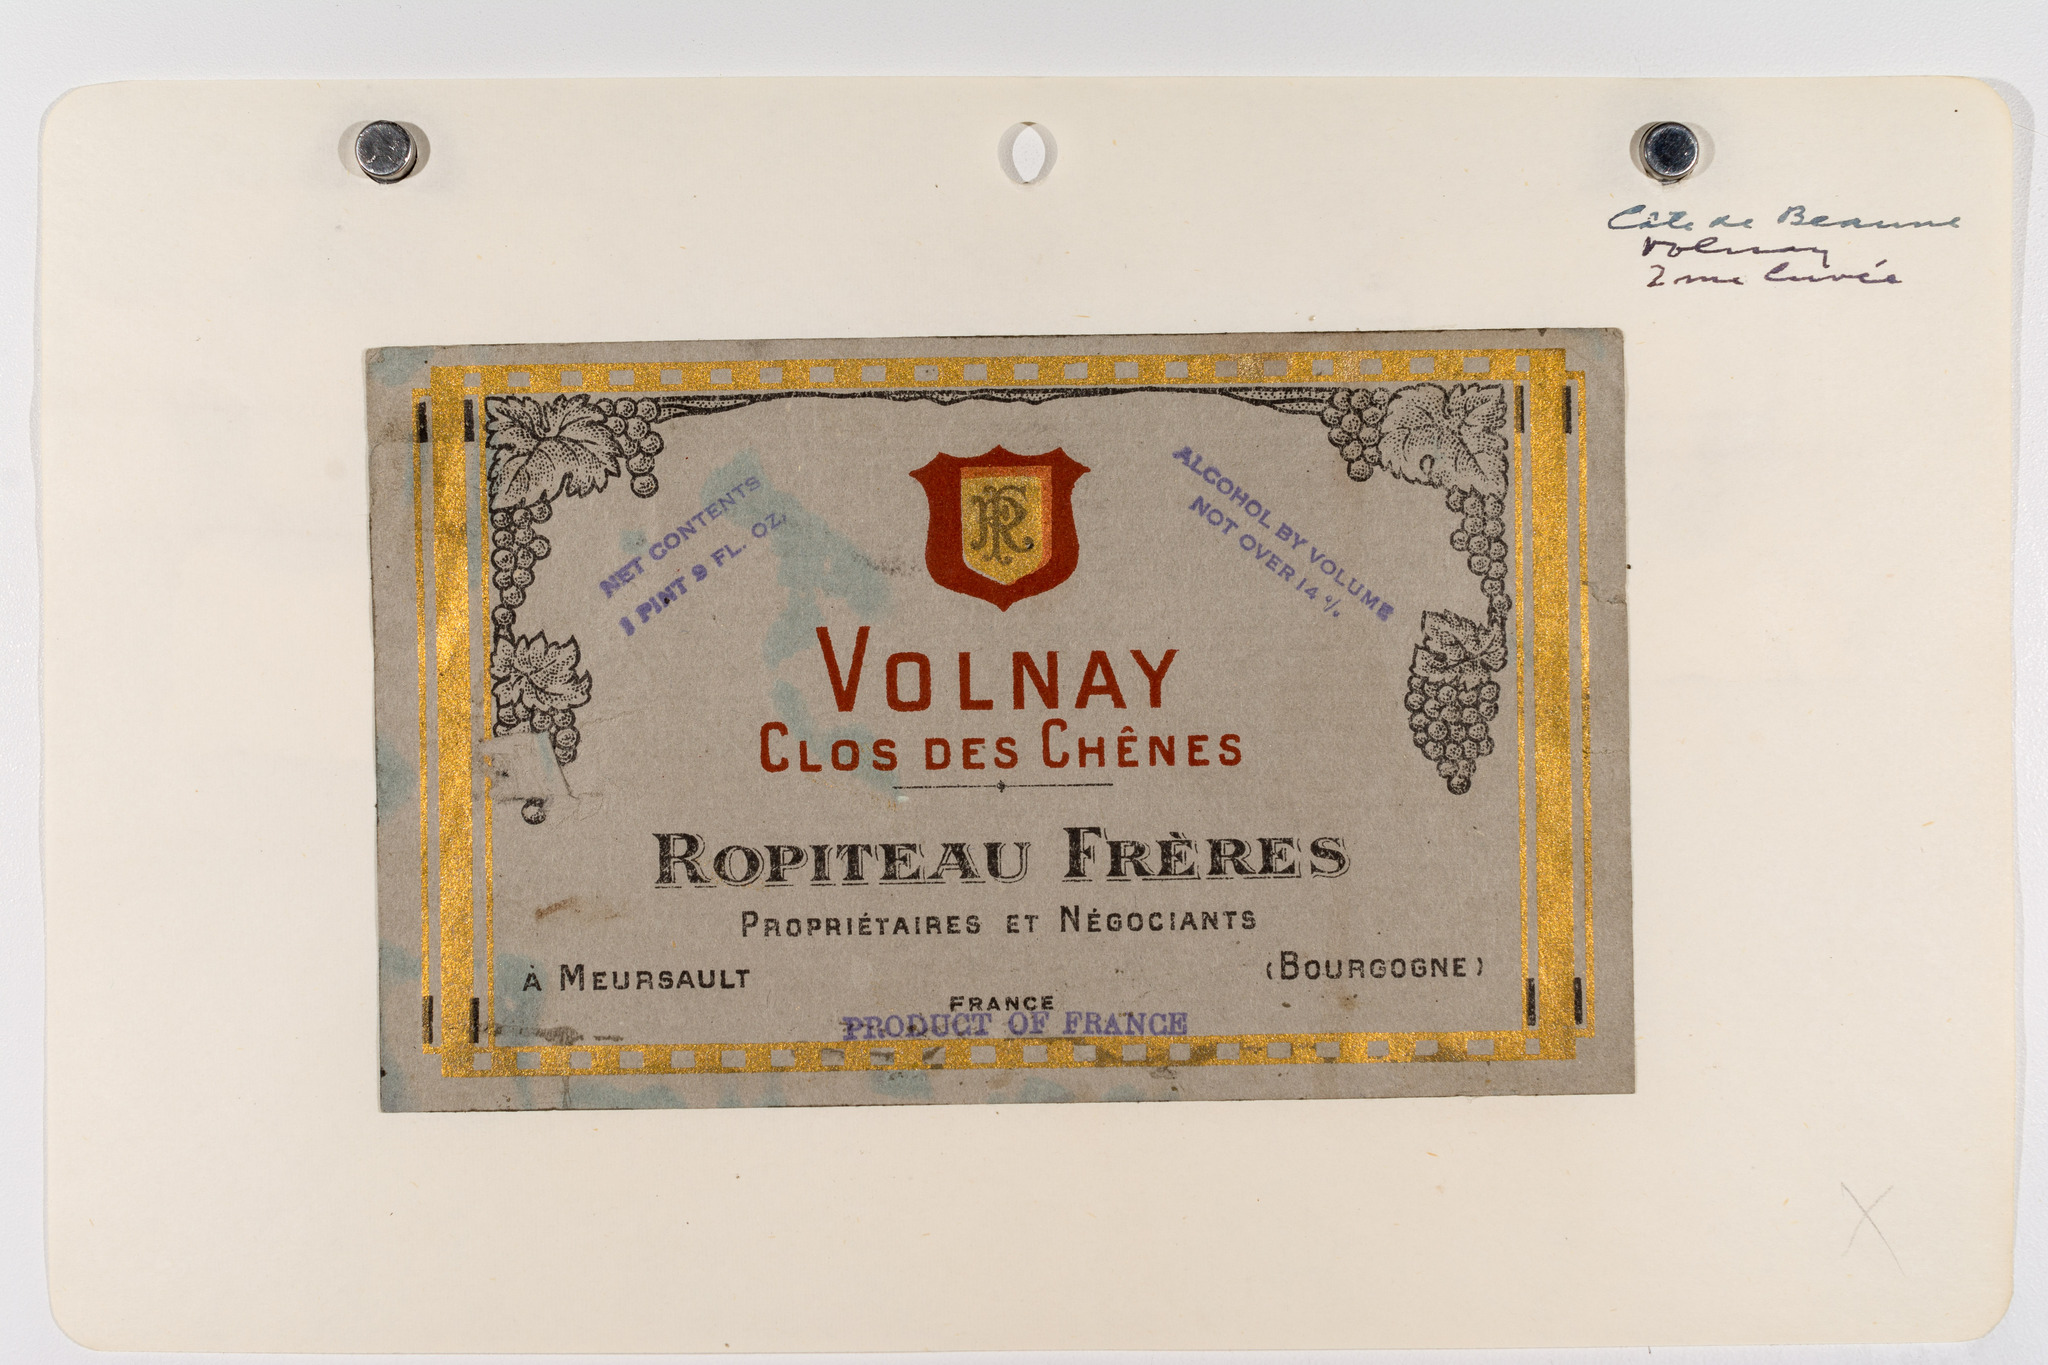 Côte de Beaune
Volnay
2me Cuvée
NET CONTENTS
1 PINT 9 FL. OZ.
ALCOHOL BY VOLUME
NOT OVER 14 %
RF
VOLNAY
CLOS DES CHÊNES
ROPITEAU FRÈRES
PROPRIÉTAIRES ET NÉGOCIANTS
À MEURSAULT
(BOURGOGNE)
FRANCE
PRODUCT OF FRANCE
X